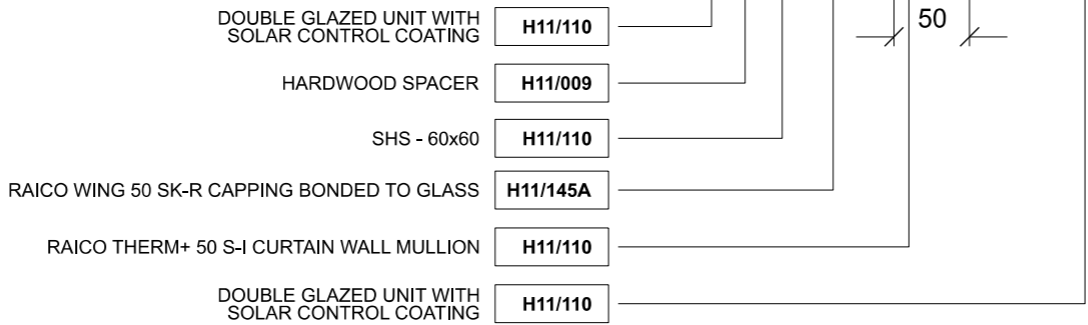 DOUBLE GLAZED UNIT WITH
SOLAR CONTROL COATING
H11/110
50
HARDWOOD SPACER
H11/009
SHS - 60x60
H11/110
RAICO WING 50 SK-R CAPPING BONDED TO GLASS
H11/145A
RAICO THERM+ 50 S-I CURTAIN WALL MULLION
H11/110
DOUBLE GLAZED UNIT WITH
SOLAR CONTROL COATING
H11/110